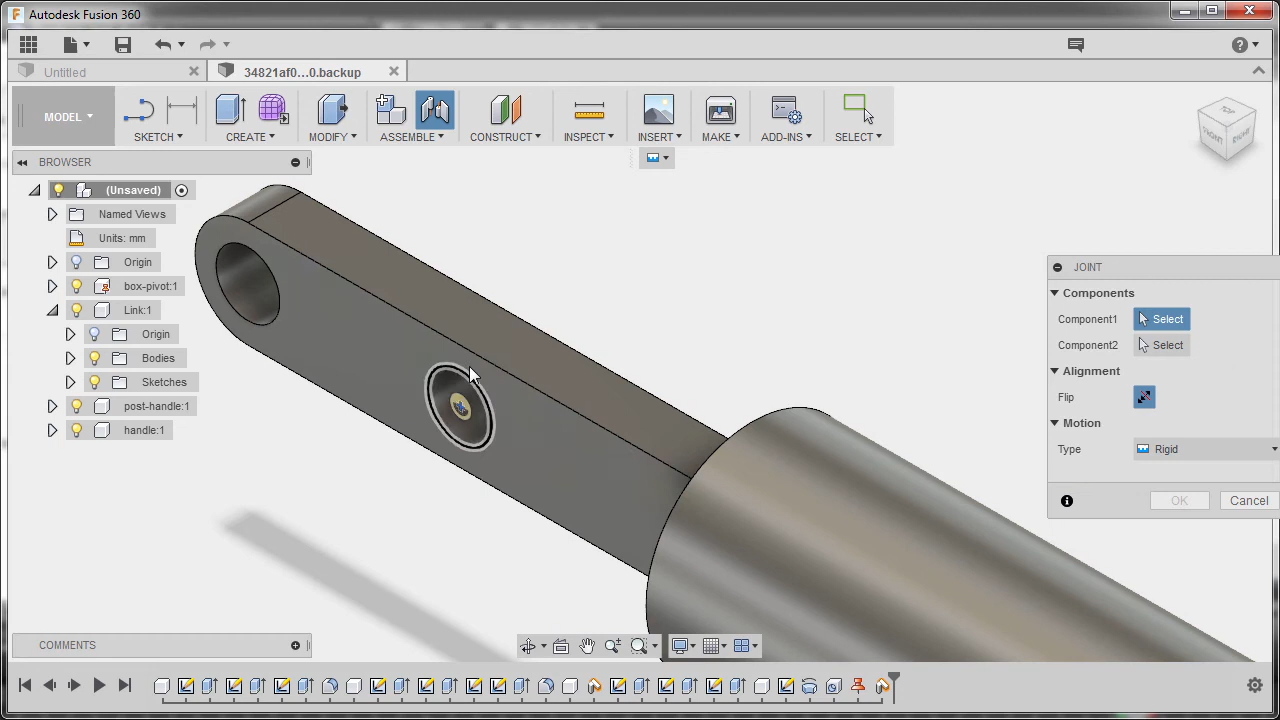 Autodesk Fusion 360
Untitled
34821af0...0.backup
MODEL
SKETCH
CREATE
MODIFY
ASSEMBLE
CONSTRUCT
INSPECT
INSERT
MAKE
ADD-INS
SELECT
BROWSER
(Unsaved)
Named Views
Units: mm
Origin
box-pivot:1
Link:1
Origin
Bodies
Sketches
post-handle:1
handle:1
FRONT
RIGHT
JOINT
Components
Component1 Select
Component2 Select
Alignment
Flip
Motion
Type Rigid
OK Cancel
COMMENTS